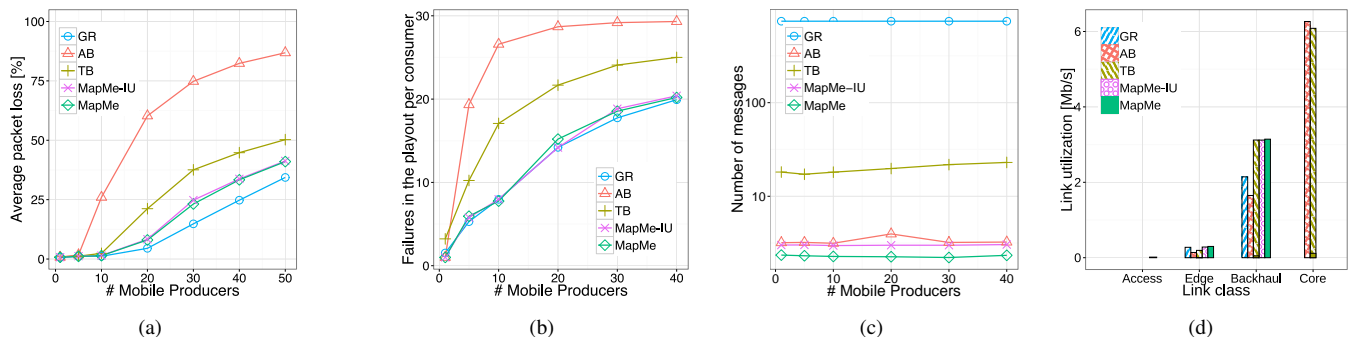 Average packet loss [%]
100
75
50
25
0
GR
AB
TB
MapMe-IU
MapMe
0 10 20 30 40 50
# Mobile Producers
(a)
Failures in the playout per consumer
30
20
10
0
GR
AB
TB
MapMe-IU
MapMe
0 10 20 30 40
# Mobile Producers
(b)
Number of messages
100
10
GR
AB
TB
MapMe-IU
MapMe
0 10 20 30 40
# Mobile Producers
(c)
Link utilization [Mb/s]
6
4
2
0
GR
AB
TB
MapMe-IU
MapMe
Access Edge Backhaul Core
Link class
(d)